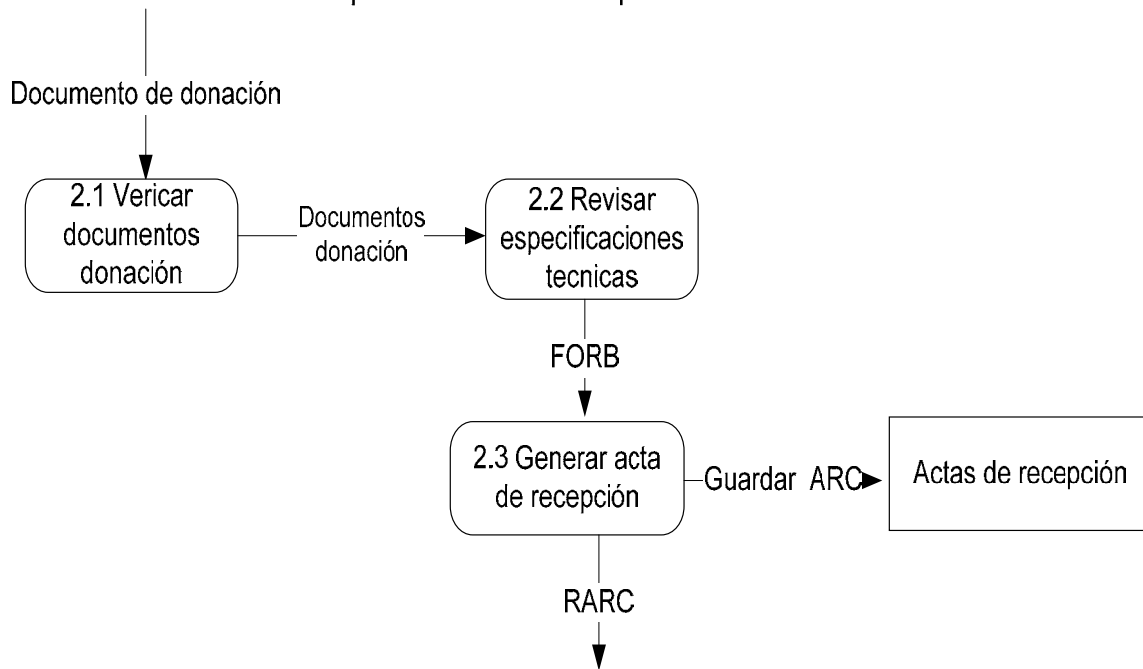 Documento de donación
2.1 Vericar
documentos
donación
Documentos
donación
2.2 Revisar
especificaciones
tecnicas
FORB
2.3 Generar acta
de recepción
Guardar ARC
Actas de recepción
RARC